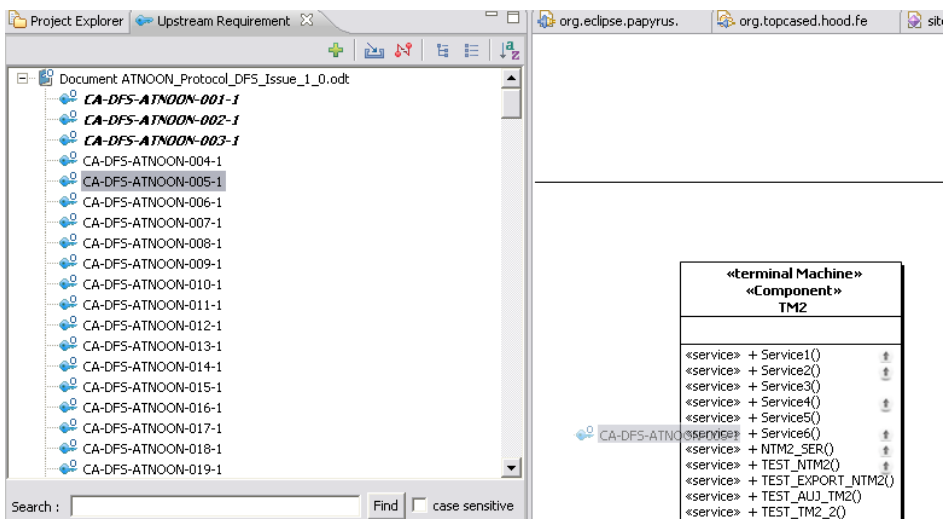 Project Explorer
Upstream Requirement
org.eclipse.papyrus.
org.topcased.hood.fe
site
Document ATNOON_Protocol_DFS_Issue_1_0.odt
CA-DFS-ATNOON-001-1
CA-DFS-ATNOON-002-1
CA-DFS-ATNOON-003-1
CA-DFS-ATNOON-004-1
CA-DFS-ATNOON-005-1
CA-DFS-ATNOON-006-1
CA-DFS-ATNOON-007-1
CA-DFS-ATNOON-008-1
CA-DFS-ATNOON-009-1
CA-DFS-ATNOON-010-1
CA-DFS-ATNOON-011-1
CA-DFS-ATNOON-012-1
CA-DFS-ATNOON-013-1
CA-DFS-ATNOON-014-1
CA-DFS-ATNOON-015-1
CA-DFS-ATNOON-016-1
CA-DFS-ATNOON-017-1
CA-DFS-ATNOON-018-1
CA-DFS-ATNOON-019-1
Search :
Find
case sensitive
«terminal Machine»
«Component»
TM2
«service» + Service1()
«service» + Service2()
«service» + Service3()
«service» + Service4()
«service» + Service5()
CA-DFS-ATNOON-005-1
«service» + Service6()
«service» + NTM2_SER()
«service» + TEST_NTM2()
«service» + TEST_EXPORT_NTM2()
«service» + TEST_AUJ_TM2()
«service» + TEST_TM2_2()